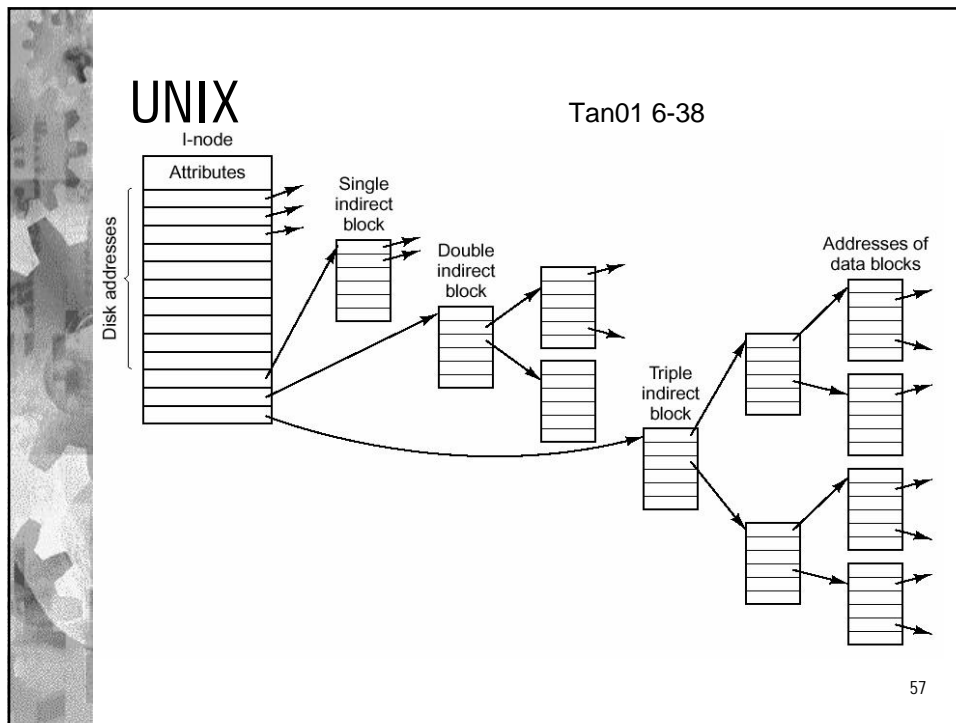 UNIX
Tan01 6-38
I-node
Attributes
Disk addresses
Single
indirect
block
Double
indirect
block
Triple
indirect
block
Addresses of
data blocks
57